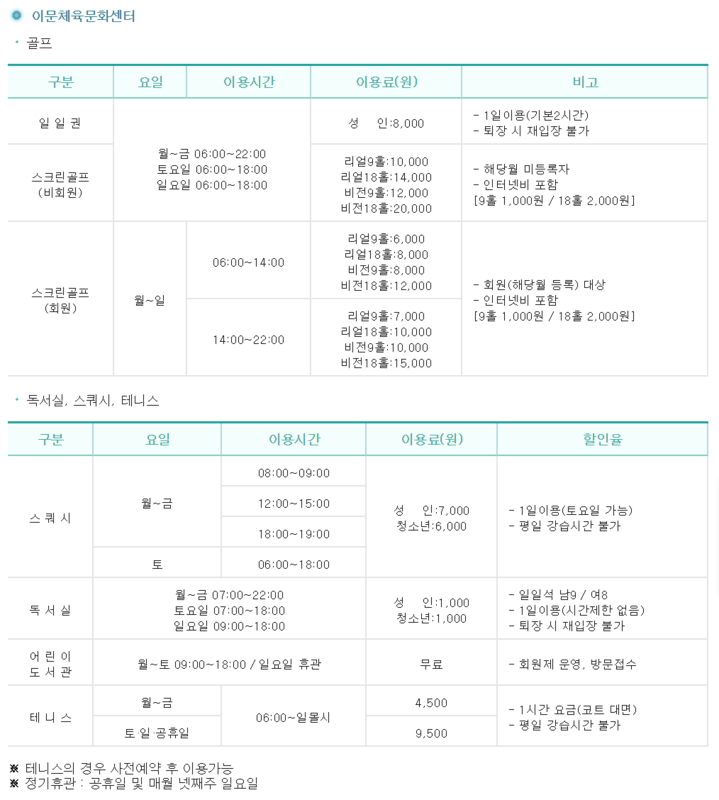 이문체육문화센터
골프
구분 요일 이용시간 이용료(원) 비고
일 일 권
월~금 06:00~22:00
토요일 06:00~18:00
일요일 06:00~18:00
성 인:8,000
- 1일이용(기본2시간)
- 퇴장 시 재입장 불가
스크린골프
(비회원)
리얼9홀:10,000
리얼18홀:14,000
비전9홀:12,000
비전18홀:20,000
- 해당월 미등록자
- 인터넷비 포함
[9홀 1,000원 / 18홀 2,000원]
스크린골프
(회원)
월~일
06:00~14:00
리얼9홀:6,000
리얼18홀:8,000
비전9홀:8,000
비전18홀:12,000
14:00~22:00
리얼9홀:7,000
리얼18홀:10,000
비전9홀:10,000
비전18홀:15,000
- 회원(해당월 등록) 대상
- 인터넷비 포함
[9홀 1,000원 / 18홀 2,000원]
독서실, 스쿼시, 테니스
구분 요일 이용시간 이용료(원) 할인율
스 쿼 시
월~금
08:00~09:00
12:00~15:00
18:00~19:00
토
06:00~18:00
성 인:7,000
청소년:6,000
- 1일이용(토요일 가능)
- 평일 강습시간 불가
독 서 실
월~금 07:00~22:00
토요일 07:00~18:00
일요일 09:00~18:00
성 인:1,000
청소년:1,000
- 일일석 남9 / 여8
- 1일이용(시간제한 없음)
- 퇴장 시 재입장 불가
어 린 이
도 서 관
월~토 09:00~18:00 / 일요일 휴관
무료
- 회원제 운영, 방문접수
테 니 스
월~금
토 일 공휴일
06:00~일몰시
4,500
9,500
- 1시간 요금(코트 대면)
- 평일 강습시간 불가
※ 테니스의 경우 사전예약 후 이용가능
※ 정기휴관 : 공휴일 및 매월 넷째주 일요일